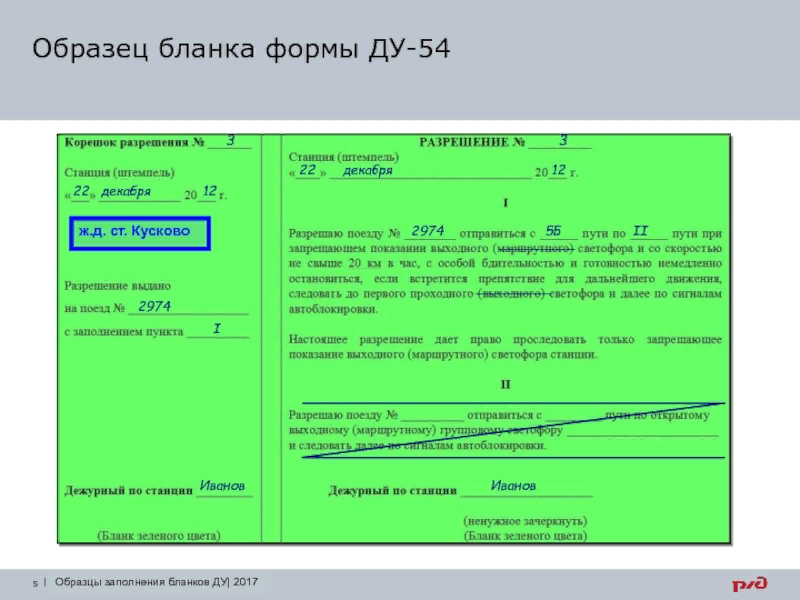 Образец бланка формы ДУ-54
Корешок разрешения № 3
Станция (штемпель)
«22» декабря 2012 г.
ж.д. ст. Кусково
Разрешение выдано
на поезд № 2974
с заполнением пункта I
Дежурный по станции Иванов
(Бланк зеленого цвета)
РАЗРЕШЕНИЕ № 3
Станция (штемпель)
«22» декабря 2012 г.
I
Разрешаю поезду № 2974 отправиться с 5Б пути по II пути при
запрещающем показании выходного (маршрутного) светофора и со скоростью
не свыше 20 км в час, с особой бдительностью и готовностью немедленно
остановиться, если встретится препятствие для дальнейшего движения,
следовать до первого проходного (выходного) светофора и далее по сигналам
автоблокировки.
Настоящее разрешение дает право проследовать только запрещающее
показание выходного (маршрутного) светофора станции.
II
Разрешаю поезду № ________ отправиться с ________ пути по открытому
выходному (маршрутному) групповому светофору ________
и следовать далее по сигналам автоблокировки.
Дежурный по станции Иванов
(ненужное зачеркнуть)
(Бланк зеленого цвета)
5 | Образцы заполнения бланков ДУ| 2017
ржд